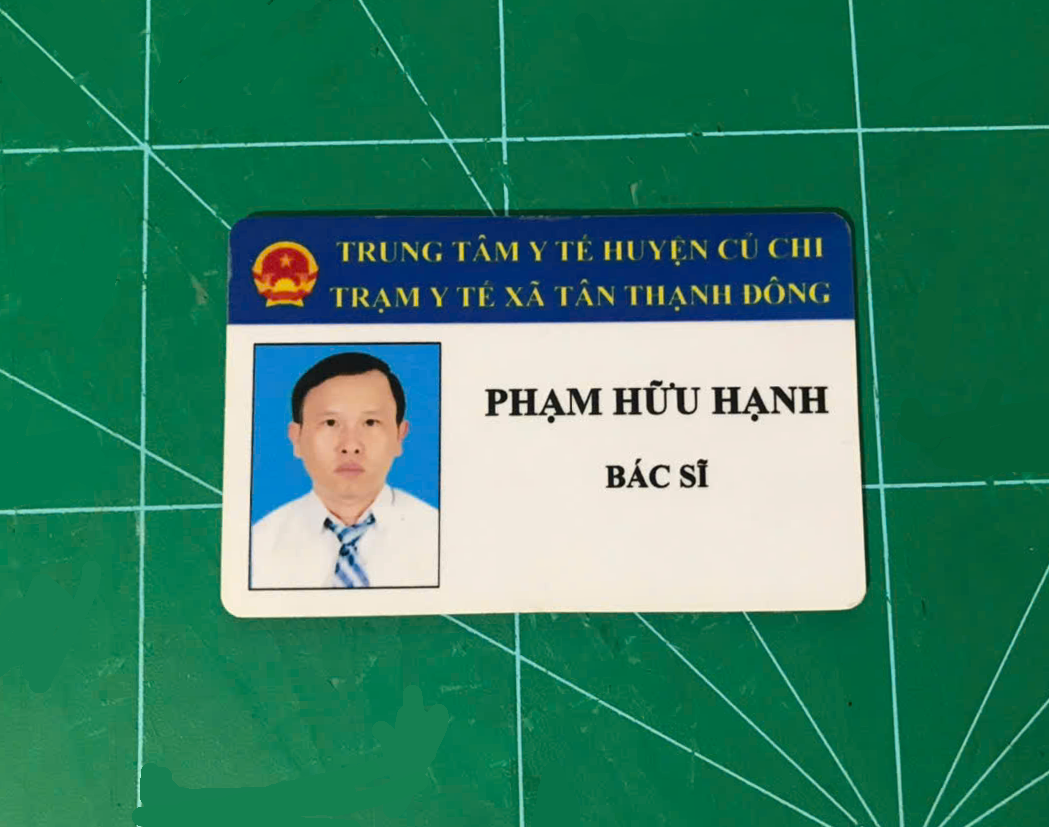 TRUNG TÂM Y TẾ HUYỆN CỦ CHI
TRẠM Y TẾ XÃ TÂN THẠNH ĐÔNG
PHẠM HỮU HẠNH
BÁC SĨ